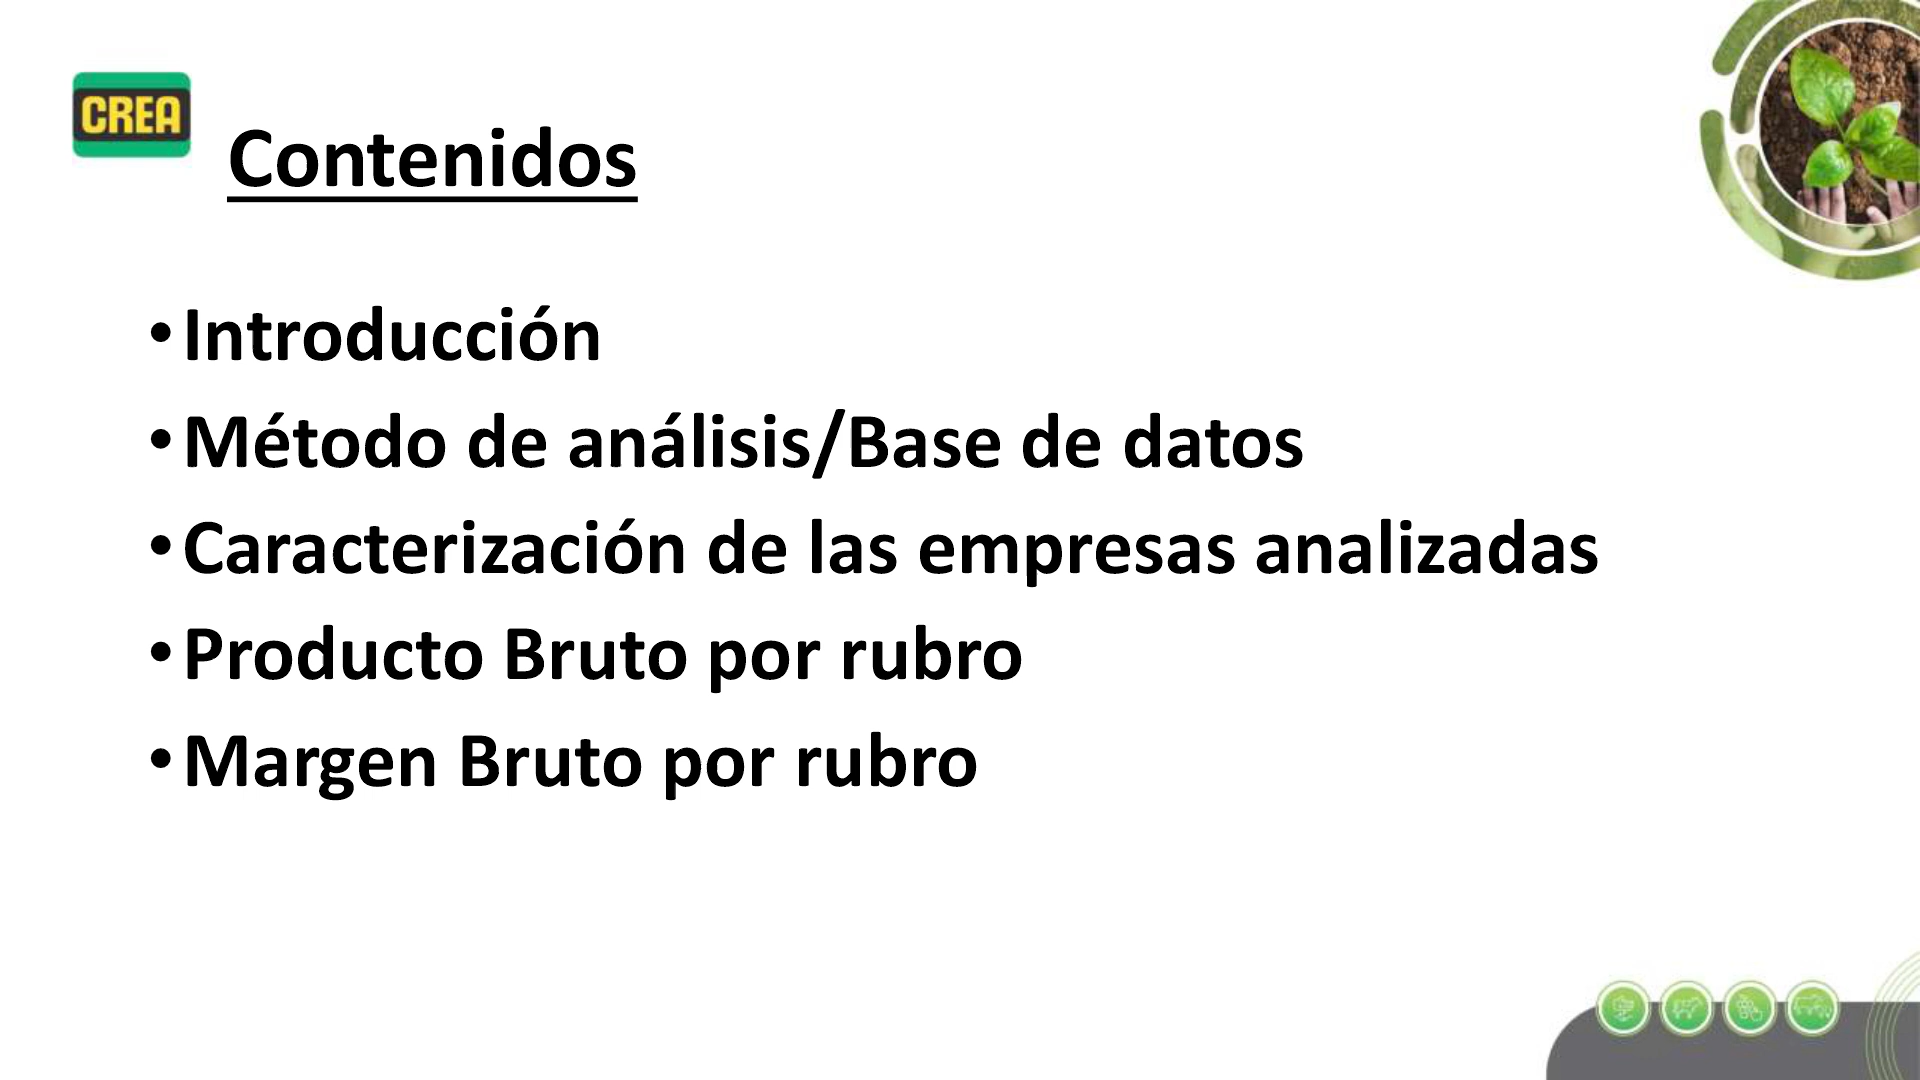 CREA
Contenidos
•Introducción
•Método de análisis/Base de datos
•Caracterización de las empresas analizadas
•Producto Bruto por rubro
•Margen Bruto por rubro